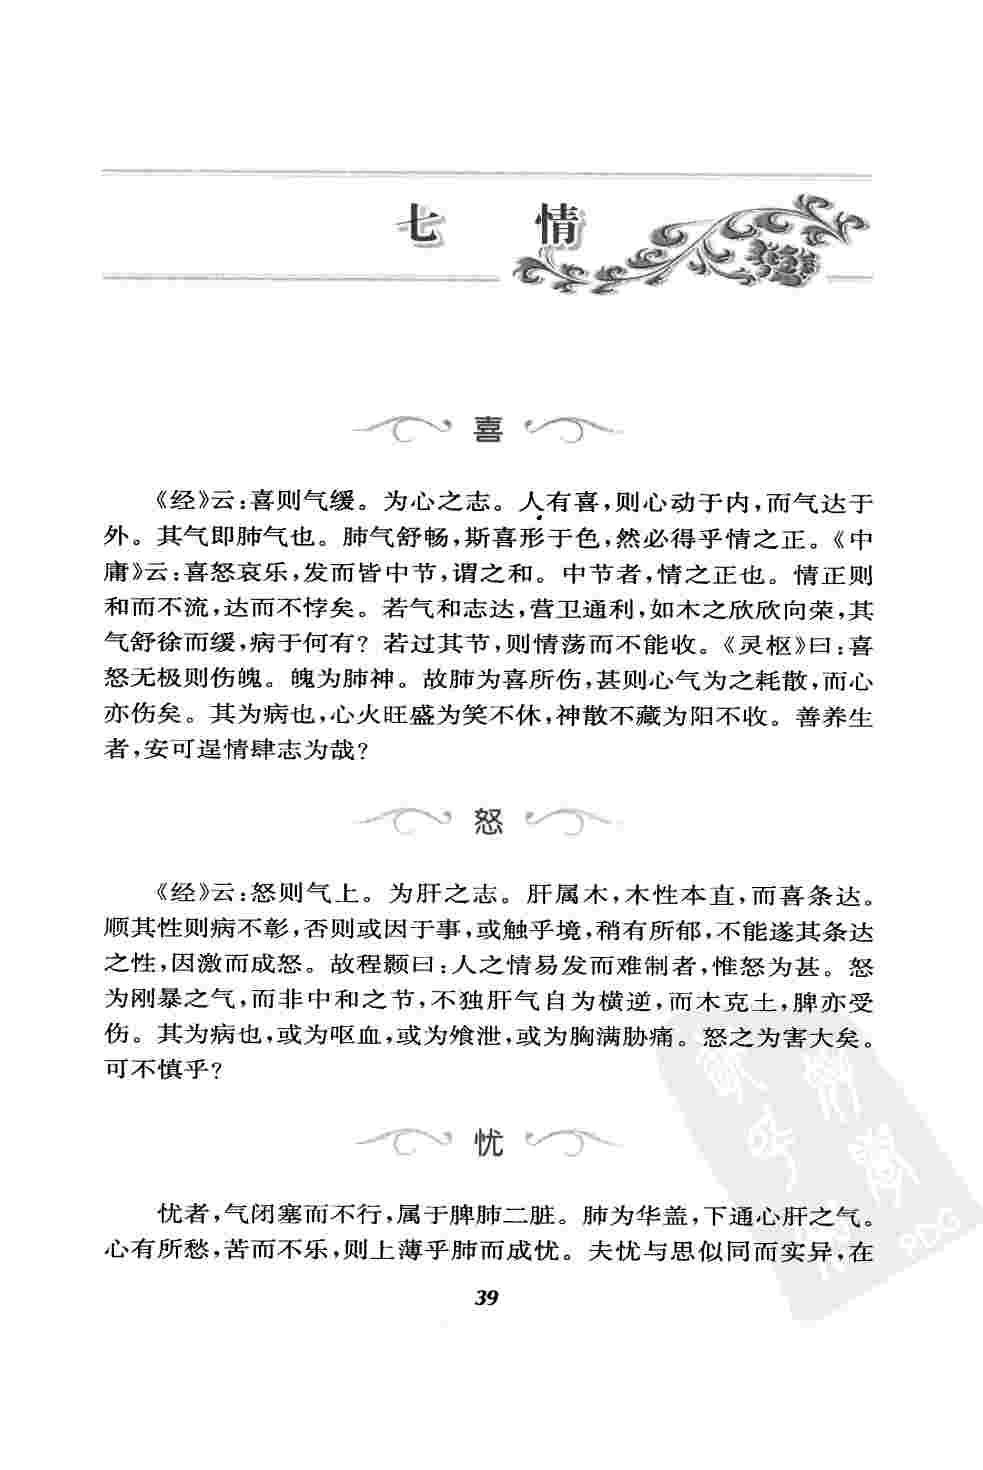 七 情
喜
《经》云:喜则气缓。为心之志。人有喜,则心动于内,而气达于
外。其气即肺气也。肺气舒畅,斯喜形于色,然必得乎情之正。《中
庸》云:喜怒哀乐,发而皆中节,谓之和。中节者,情之正也。情正则
和而不流,达而不悖矣。若气和志达,营卫通利,如木之欣欣向荣,其
气舒徐而缓,病于何有?若过其节,则情荡而不能收。《灵枢》曰:喜
怒无极则伤魄。魄为肺神。故肺为喜所伤,甚则心气为之耗散,而心
亦伤矣。其为病也,心火旺盛为笑不休,神散不藏为阳不收。善养生
者,安可逞情肆志为哉?
怒
《经》云:怒则气上。为肝之志。肝属木,木性本直,而喜条达。
顺其性则病不彰,否则或因于事,或触乎境,稍有所郁,不能遂其条达
之性,因激而成怒。故程颢曰:人之情易发而难制者,惟怒为甚。怒
为刚暴之气,而非中和之节,不独肝气自为横逆,而木克土,脾亦受
伤。其为病也,或为呕血,或为飧泄,或为胸满胁痛。怒之为害大矣。
可不慎乎?
忧
忧者,气闭塞而不行,属于脾肺二脏。肺为华盖,下通心肝之气。
心有所愁,苦而不乐,则上薄乎肺而成忧。夫忧与思似同而实异,在
39
PDG